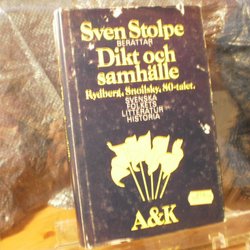 Sven Stolpe
BERÄTTAR
Dikt och
samhälle
Rydberg, Snoilsky, 80-talet.
SVENSKA
FOLKETS
LITTERATUR
HISTORIA
A&K